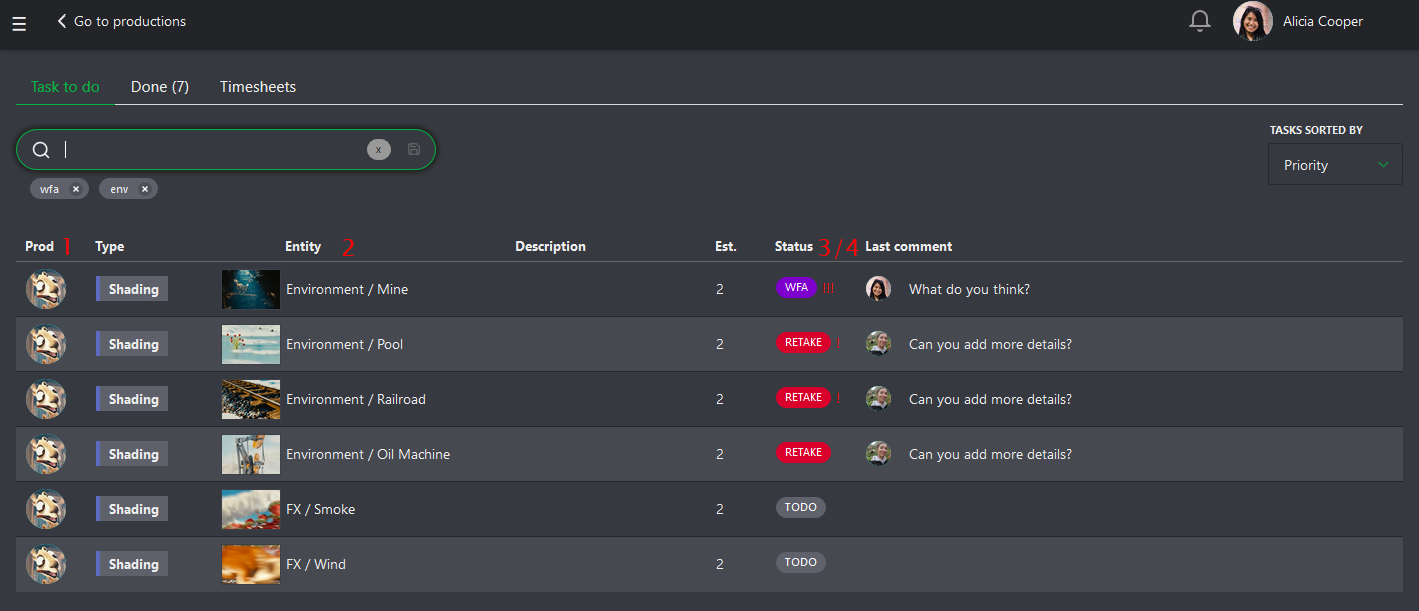 Go to productions
Alicia Cooper
Task to do Done (7) Timesheets
TASKS SORTED BY
x
Priority
wfa × env ×
Prod 1 Type Entity 2 Description Est. Status 3/4 Last comment
Shading Environment / Mine 2 WFA !!! What do you think?
Shading Environment / Pool 2 RETAKE ! Can you add more details?
Shading Environment / Railroad 2 RETAKE ! Can you add more details?
Shading Environment / Oil Machine 2 RETAKE Can you add more details?
Shading FX / Smoke 2 TODO
Shading FX / Wind 2 TODO